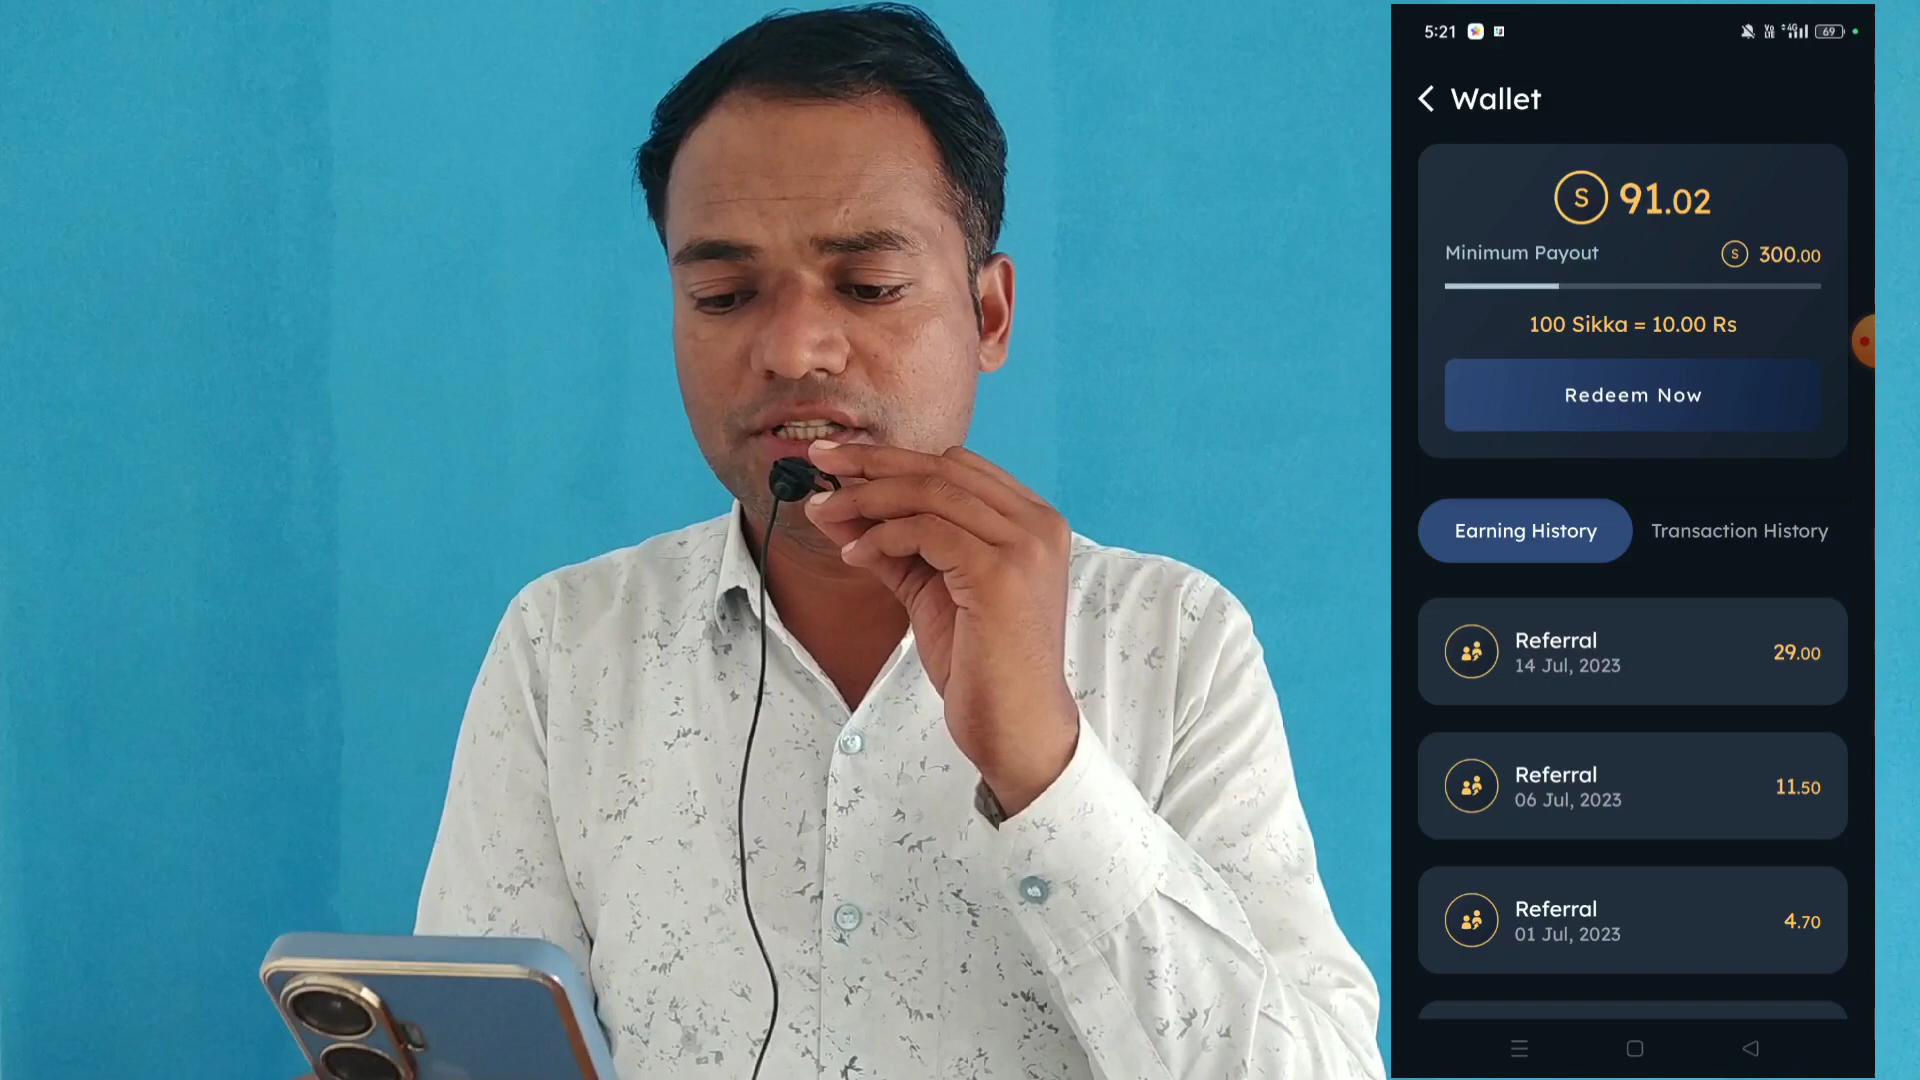 5:21
4G
69
Wallet
S 91.02
Minimum Payout S 300.00
100 Sikka = 10.00 Rs
Redeem Now
Earning History Transaction History
Referral
14 Jul, 2023
29.00
Referral
06 Jul, 2023
11.50
Referral
01 Jul, 2023
4.70